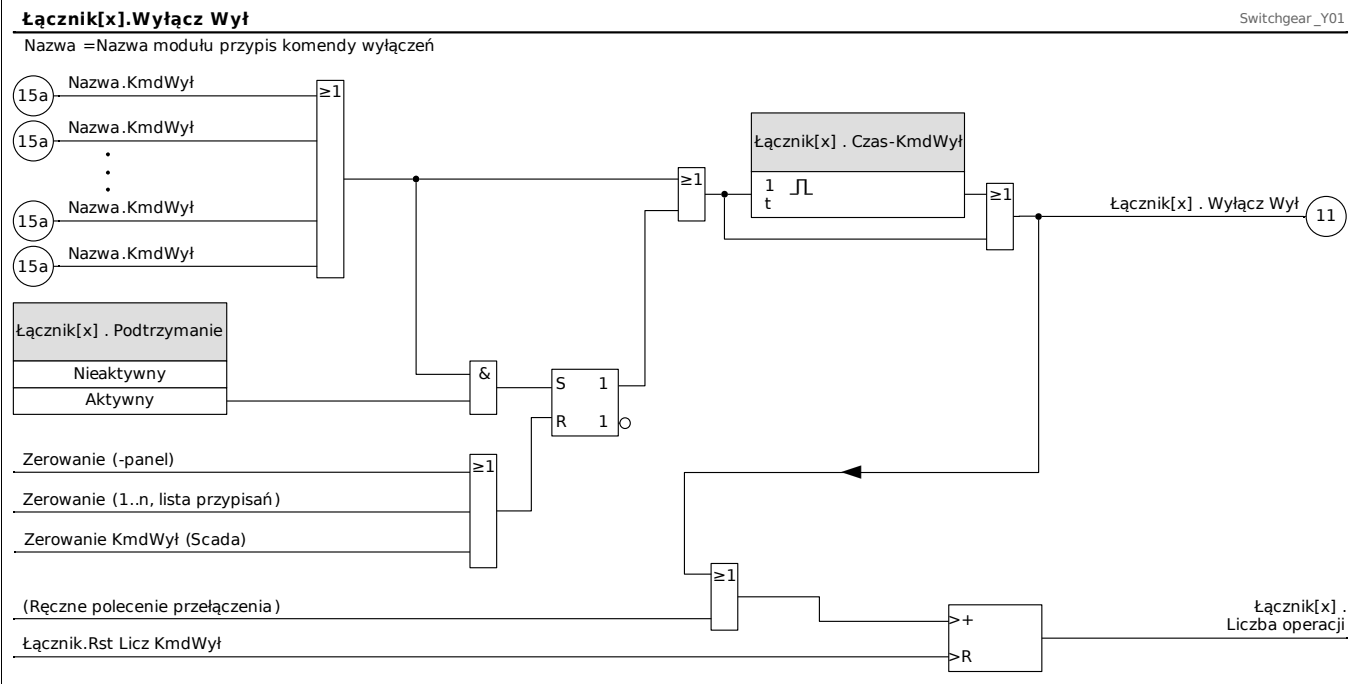 Łącznik[x].Wyłącz Wył
Switchgear_Y01
Nazwa =Nazwa modułu przypis komendy wyłączeń
15a Nazwa.KmdWył
≥1
15a Nazwa.KmdWył
15a Nazwa.KmdWył
15a Nazwa.KmdWył
Łącznik[x] . Czas-KmdWył
1
t
≥1
≥1
Łącznik[x] . Wyłącz Wył
11
Łącznik[x] . Podtrzymanie
Nieaktywny
Aktywny
&
S 1
R 1
Zerowanie (-panel)
≥1
Zerowanie (1..n, lista przypisań)
Zerowanie KmdWył (Scada)
≥1
(Ręczne polecenie przełączenia)
Łącznik.Rst Licz KmdWył
>+
>R
Łącznik[x] .
Liczba operacji